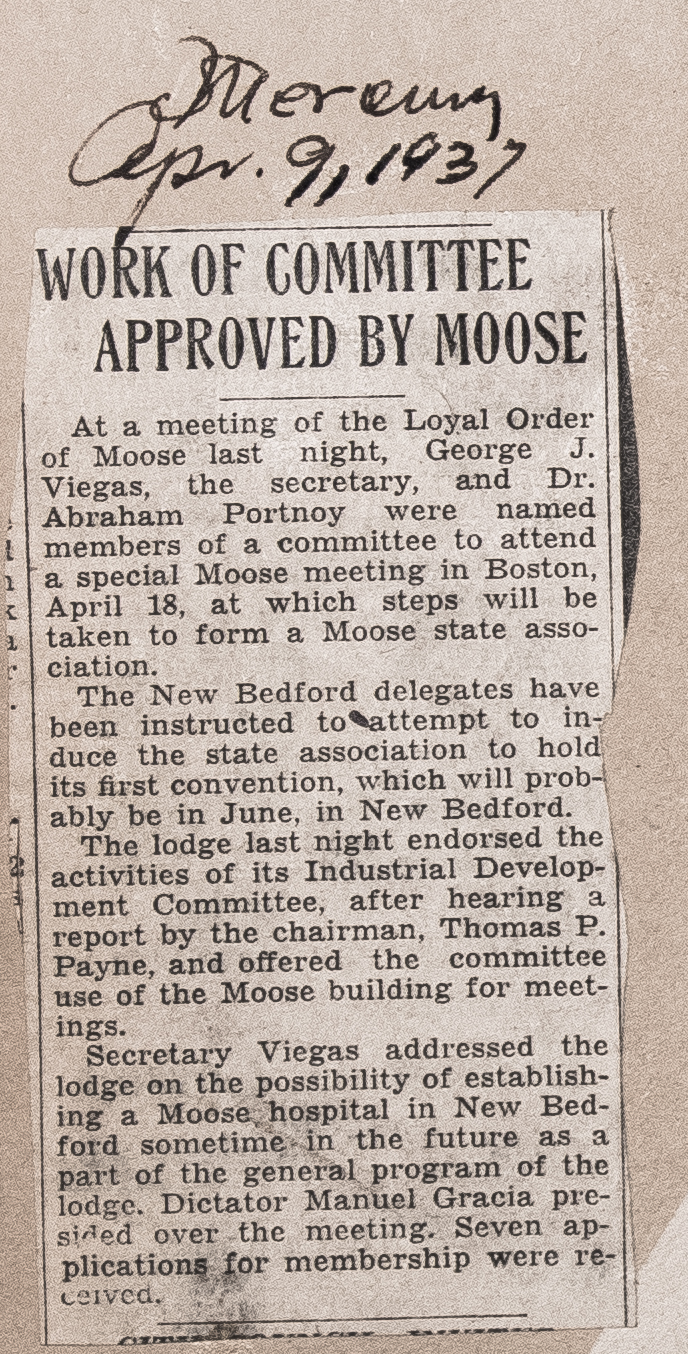 Mercury
Apr. 9, 1937
WORK OF COMMITTEE
APPROVED BY MOOSE
At a meeting of the Loyal Order
of Moose last night, George J.
Viegas, the secretary, and Dr.
Abraham Portnoy were named
members of a committee to attend
a special Moose meeting in Boston,
April 18, at which steps will be
taken to form a Moose state asso-
ciation.
The New Bedford delegates have
been instructed to attempt to in-
duce the state association to hold
its first convention, which will prob-
ably be in June, in New Bedford.
The lodge last night endorsed the
activities of its Industrial Develop-
ment Committee, after hearing a
report by the chairman, Thomas P.
Payne, and offered the committee
use of the Moose building for meet-
ings.
Secretary Viegas addressed the
lodge on the possibility of establish-
ing a Moose hospital in New Bed-
ford sometime in the future as a
part of the general program of the
lodge. Dictator Manuel Gracia pre-
sided over the meeting. Seven ap-
plications for membership were re-
ceived.